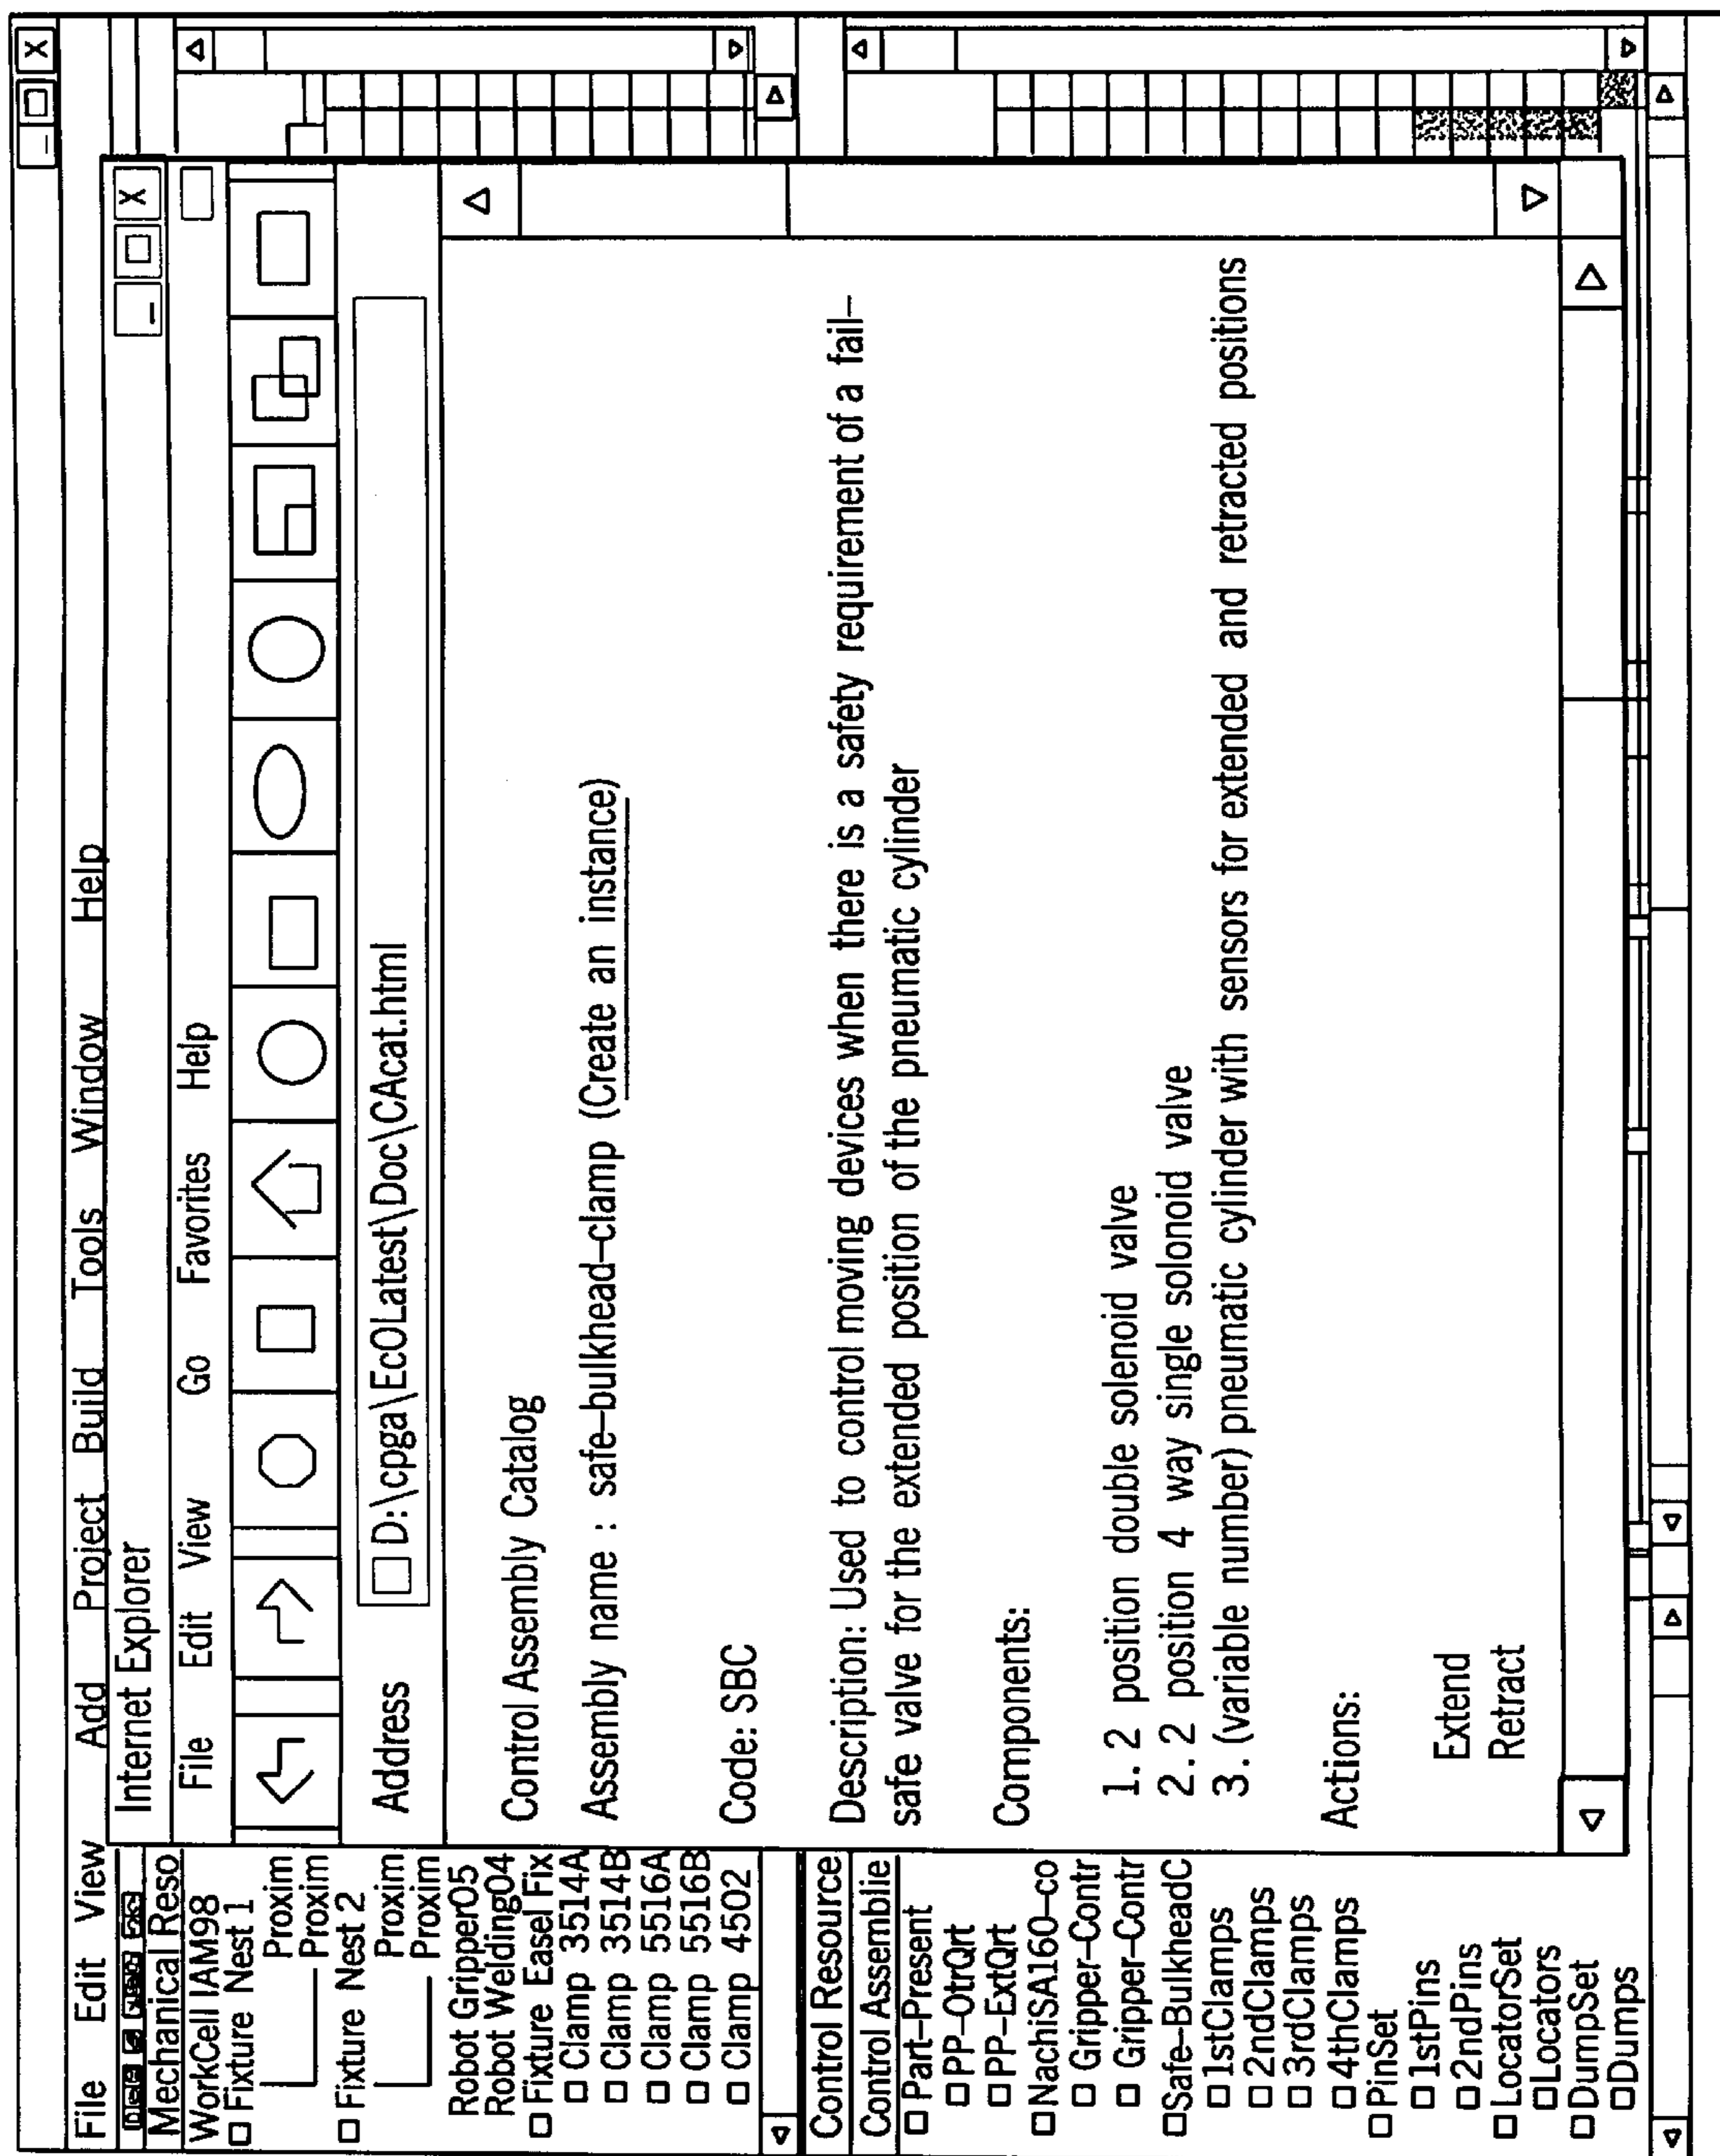 File Edit View Add Project Build Tools Window Help
Mechanical Reso
WorkCell IAM98
Fixture Nest 1
Proxim
Proxim
Fixture Nest 2
Proxim
Proxim
Robot Gripper05
Robot Welding04
Fixture Easel Fix
Clamp 3514A
Clamp 3514B
Clamp 5516A
Clamp 5516B
Clamp 4502
Control Resource
Control Assemblie
Part-Present
PP-OtrQrt
PP-ExtQrt
NachiSA160-co
Gripper-Contr
Gripper-Contr
Safe-BulkheadC
1stClamps
2ndClamps
3rdClamps
4thClamps
PinSet
1stPins
2ndPins
LocatorSet
Locators
DumpSet
Dumps
Internet Explorer
File Edit View Go Favorites Help
Address D:\cpga\EcOLatest\Doc\CAcat.html
Control Assembly Catalog
Assembly name : safe-bulkhead-clamp (Create an instance)
Code: SBC
Description: Used to control moving devices when there is a safety requirement of a fail-
safe valve for the extended position of the pneumatic cylinder
Components:
1. 2 position double solenoid valve
2. 2 position 4 way single solonoid valve
3. (variable number) pneumatic cylinder with sensors for extended and retracted positions
Actions:
Extend
Retract